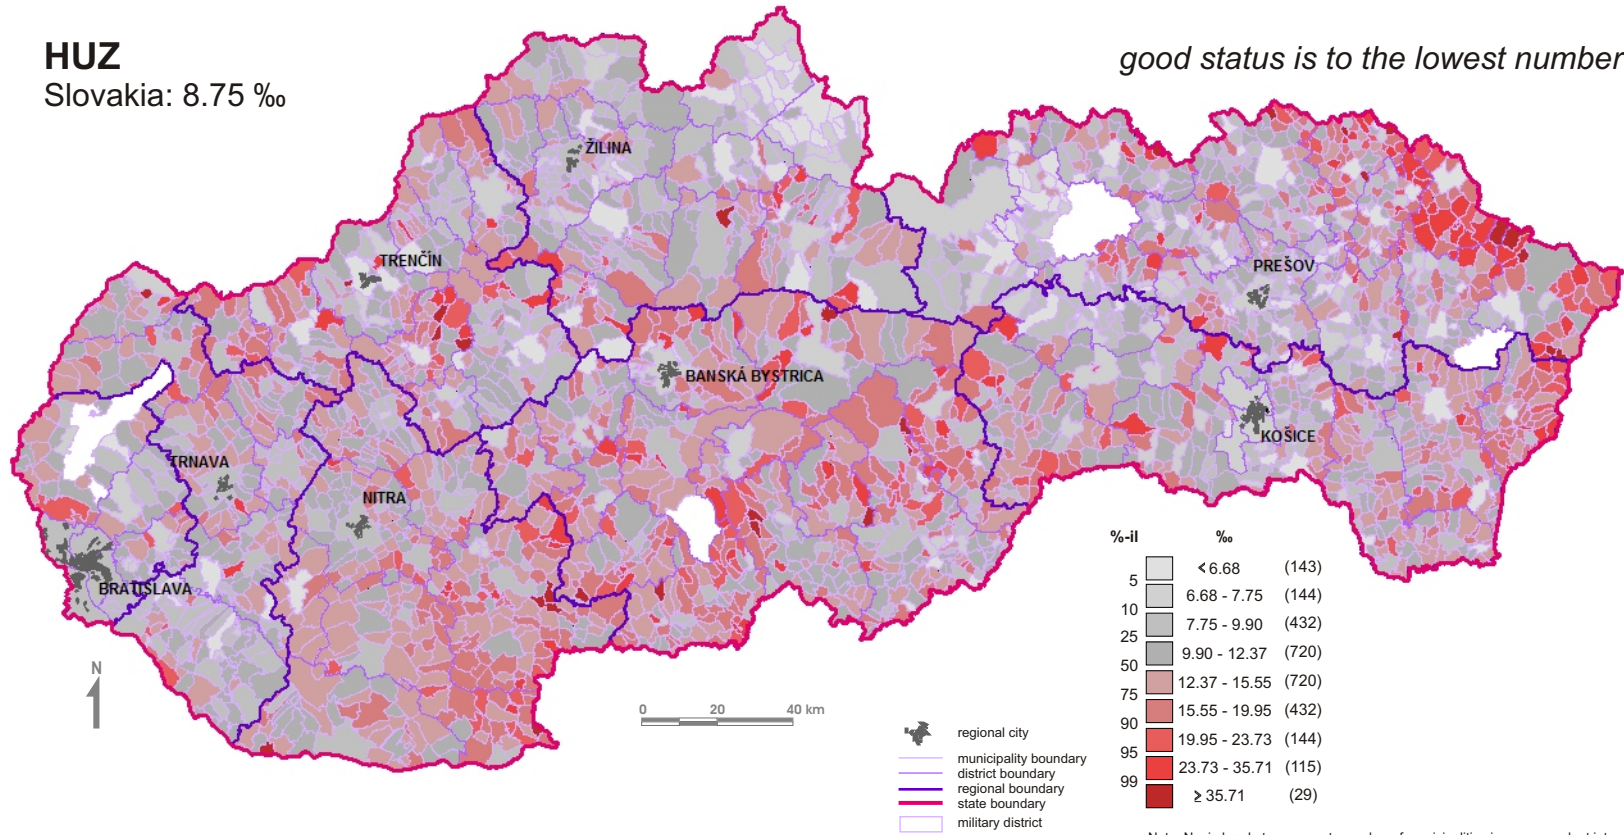 HUZ
Slovakia: 8.75 ‰
good status is to the lowest number
ŽILINA
TRENČÍN
PREŠOV
BANSKÁ BYSTRICA
KOŠICE
TRNAVA
NITRA
BRATISLAVA
N
0 20 40 km
regional city
municipality boundary
district boundary
regional boundary
state boundary
military district
%-il ‰
< 6.68 (143)
5
6.68 - 7.75 (144)
10
7.75 - 9.90 (432)
25
9.90 - 12.37 (720)
50
12.37 - 15.55 (720)
75
15.55 - 19.95 (432)
90
19.95 - 23.73 (144)
95
23.73 - 35.71 (115)
99
≥ 35.71 (29)